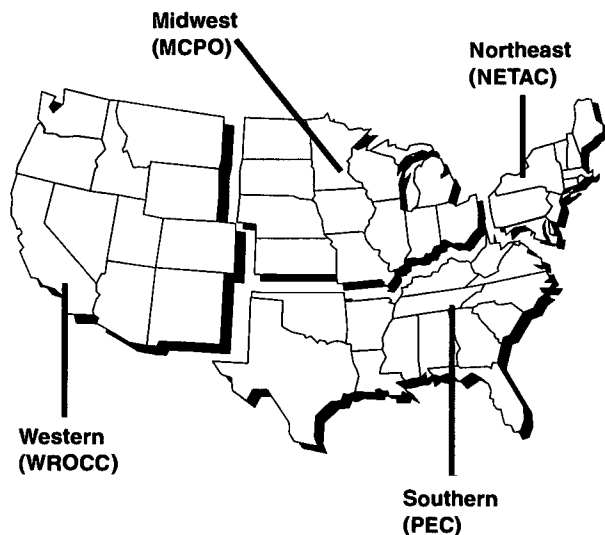 Midwest
(MCPO)
Northeast
(NETAC)
Western
(WROCC)
Southern
(PEC)